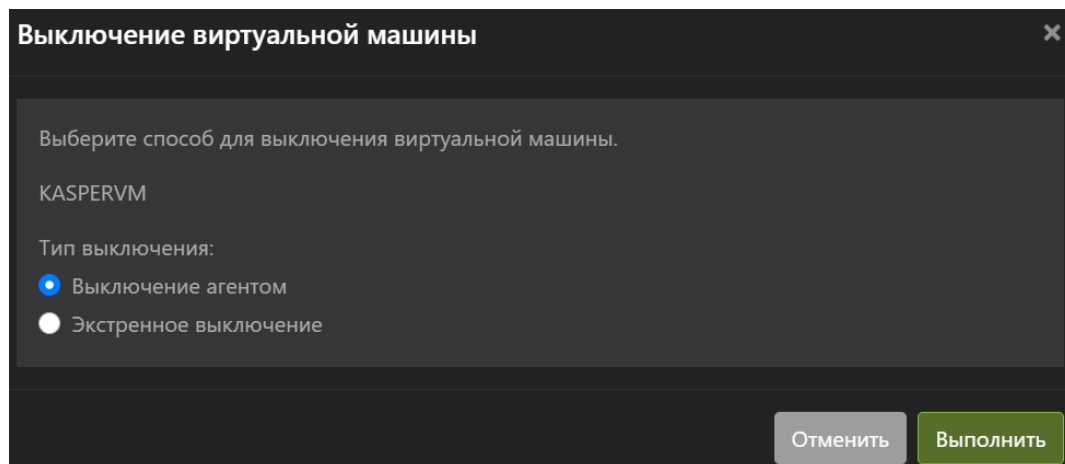 Выключение виртуальной машины
Выберите способ для выключения виртуальной машины.
KASPERVM
Тип выключения:
Выключение агентом
Экстренное выключение
Отменить
Выполнить